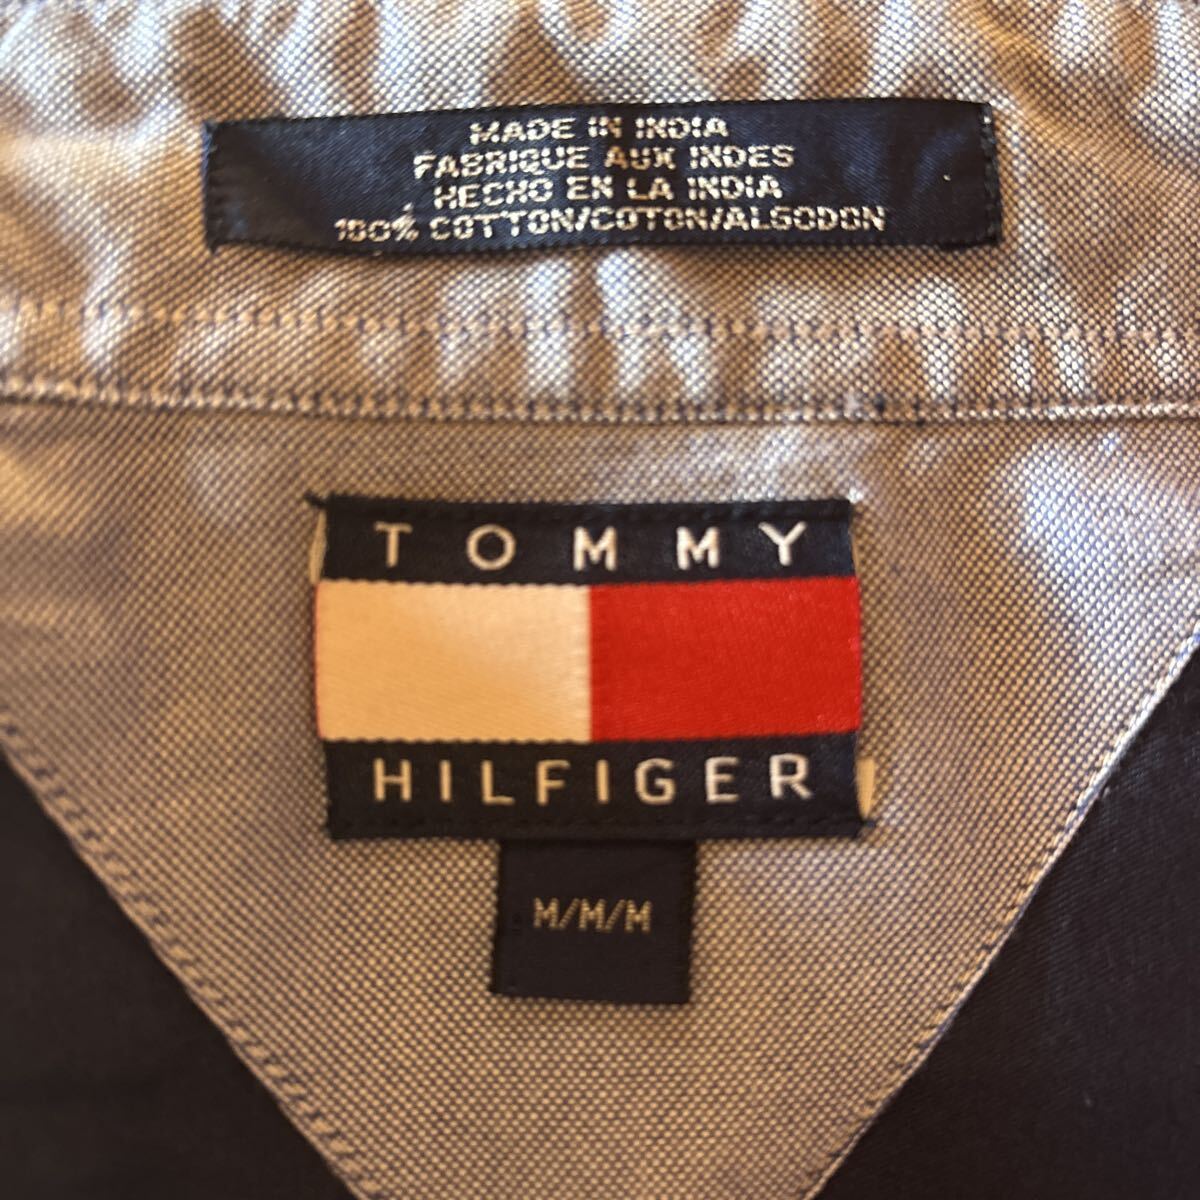 MADE IN INDIA
FABRIQUE AUX INDES
HECHO EN LA INDIA
100% COTTON/COTON/ALGODON
TOMMY
HILFIGER
M/M/M